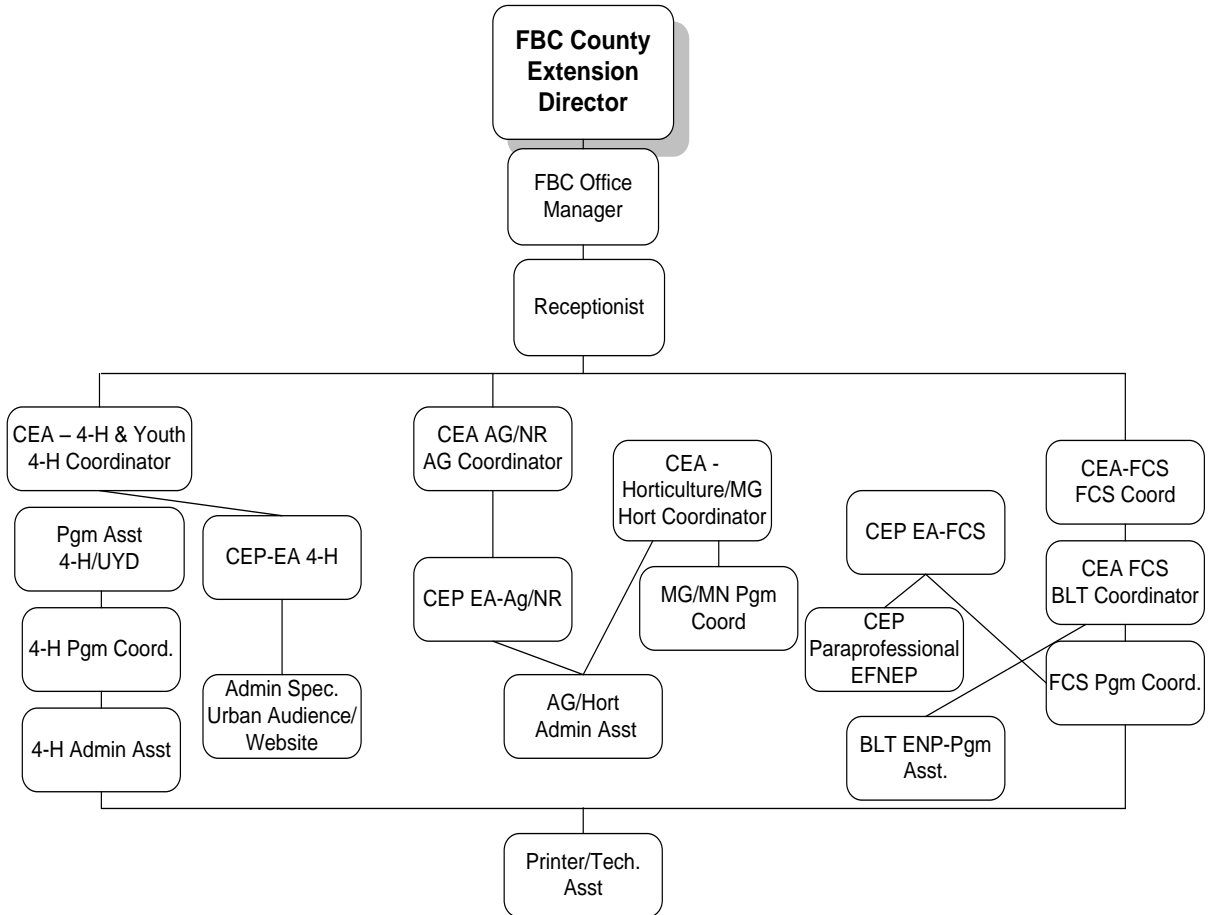 FBC County
Extension
Director
FBC Office
Manager
Receptionist
CEA – 4-H & Youth
4-H Coordinator
CEA AG/NR
AG Coordinator
CEA -
Horticulture/MG
Hort Coordinator
CEA-FCS
FCS Coord
Pgm Asst
4-H/UYD
CEP-EA 4-H
CEP EA-Ag/NR
MG/MN Pgm
Coord
CEP EA-FCS
CEA FCS
BLT Coordinator
4-H Pgm Coord.
Admin Spec.
Urban Audience/
Website
AG/Hort
Admin Asst
CEP
Paraprofessional
EFNEP
FCS Pgm Coord.
4-H Admin Asst
BLT ENP-Pgm
Asst.
Printer/Tech.
Asst